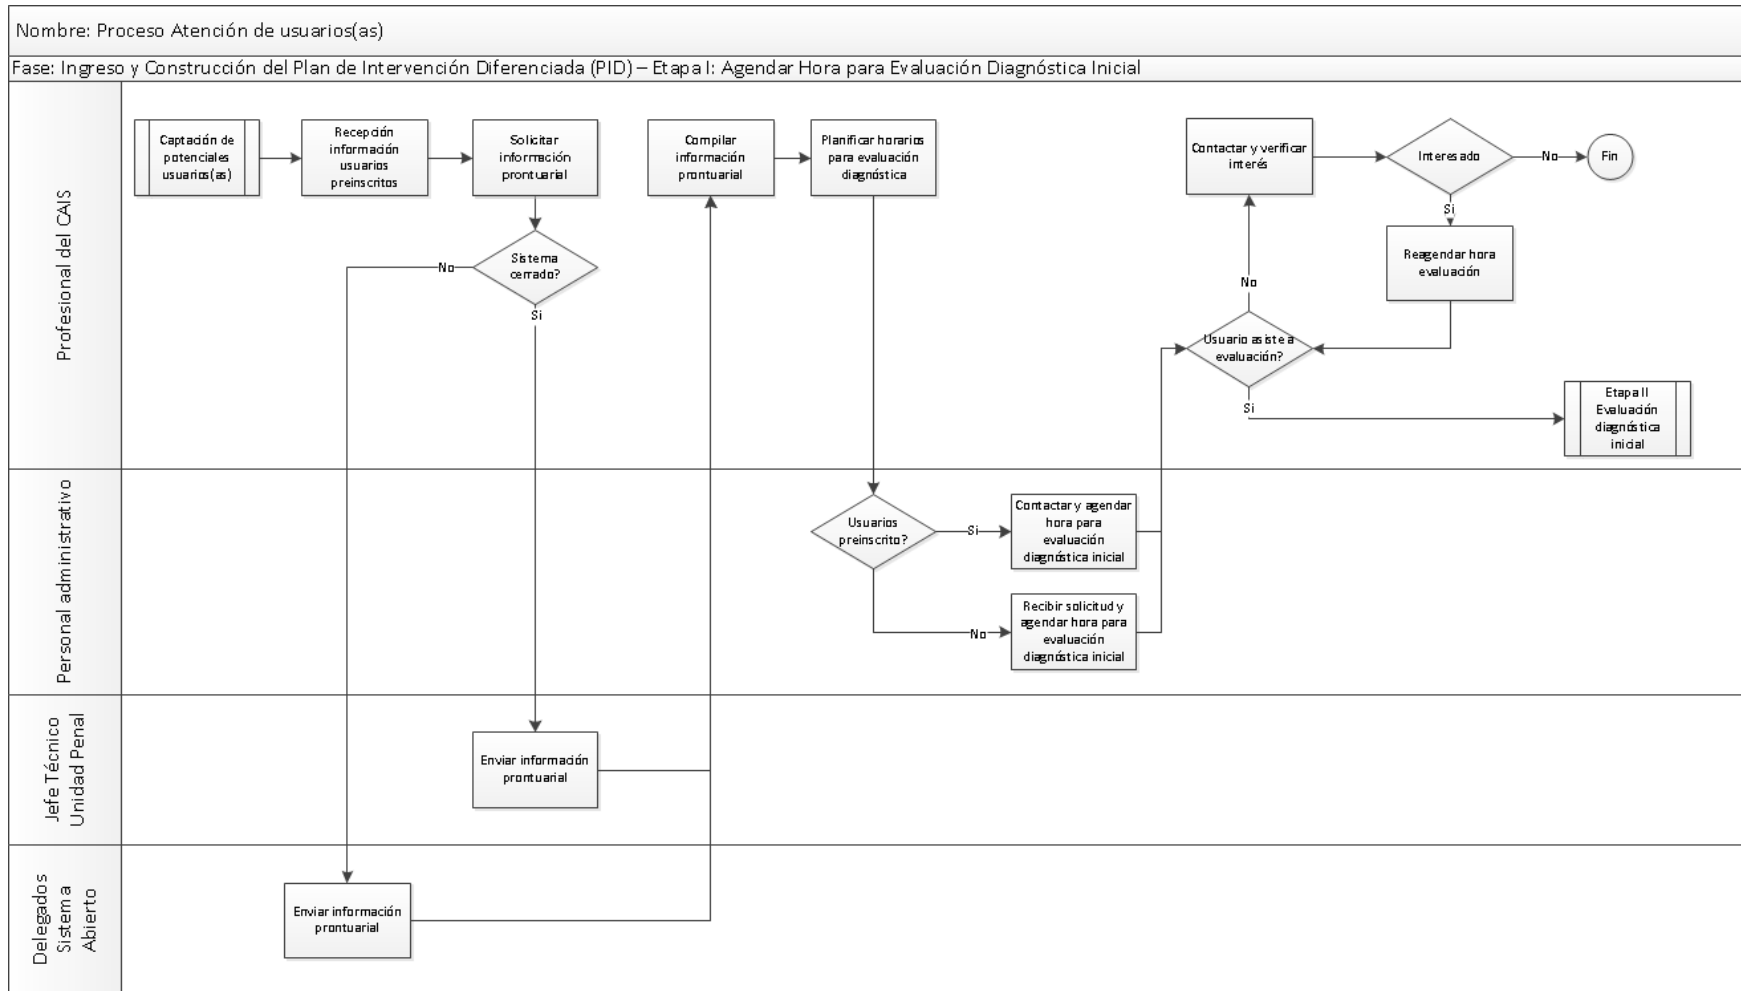 Nombre: Proceso Atención de usuarios(as)
Fase: Ingreso y Construcción del Plan de Intervención Diferenciada (PID) – Etapa I: Agendar Hora para Evaluación Diagnóstica Inicial
Profesional del CAIS
Captación de
potenciales
usuarios(as)
Recepción
información
usuarios
preinscritos
Solicitar
información
prontuarial
Sistema
cerrado?
No
Si
Compilar
información
prontuarial
Planificar horarios
para evaluación
diagnóstica
Contactar y verificar
interés
Interesado
No
Fin
Si
Reagendar hora
evaluación
No
Usuario asiste a
evaluación?
Si
Etapa II
Evaluación
diagnóstica
inicial
Personal administrativo
Usuarios
preinscrito?
Si
Contactar y agendar
hora para
evaluación
diagnóstica inicial
No
Recibir solicitud y
agendar hora para
evaluación
diagnóstica inicial
Jefe Técnico
Unidad Penal
Enviar información
prontuarial
Delegados
Sistema
Abierto
Enviar información
prontuarial